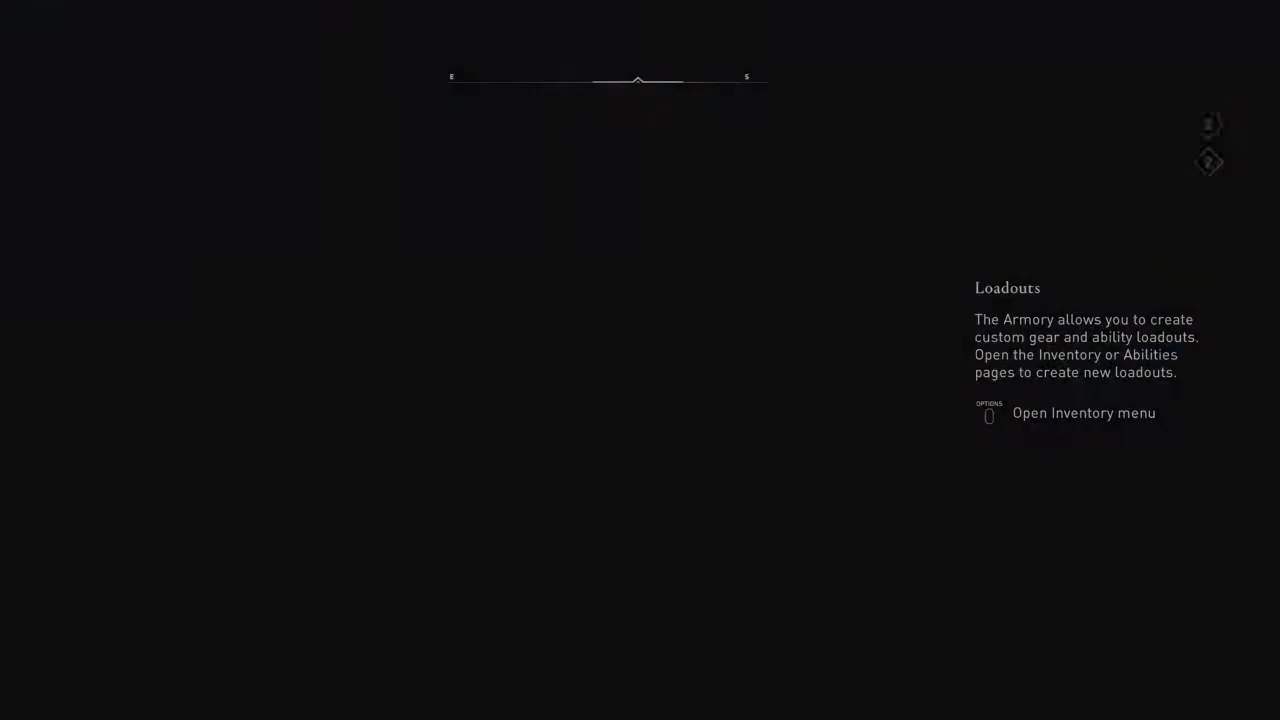 E S
Loadouts
The Armory allows you to create
custom gear and ability loadouts.
Open the Inventory or Abilities
pages to create new loadouts.
OPTIONS
Open Inventory menu